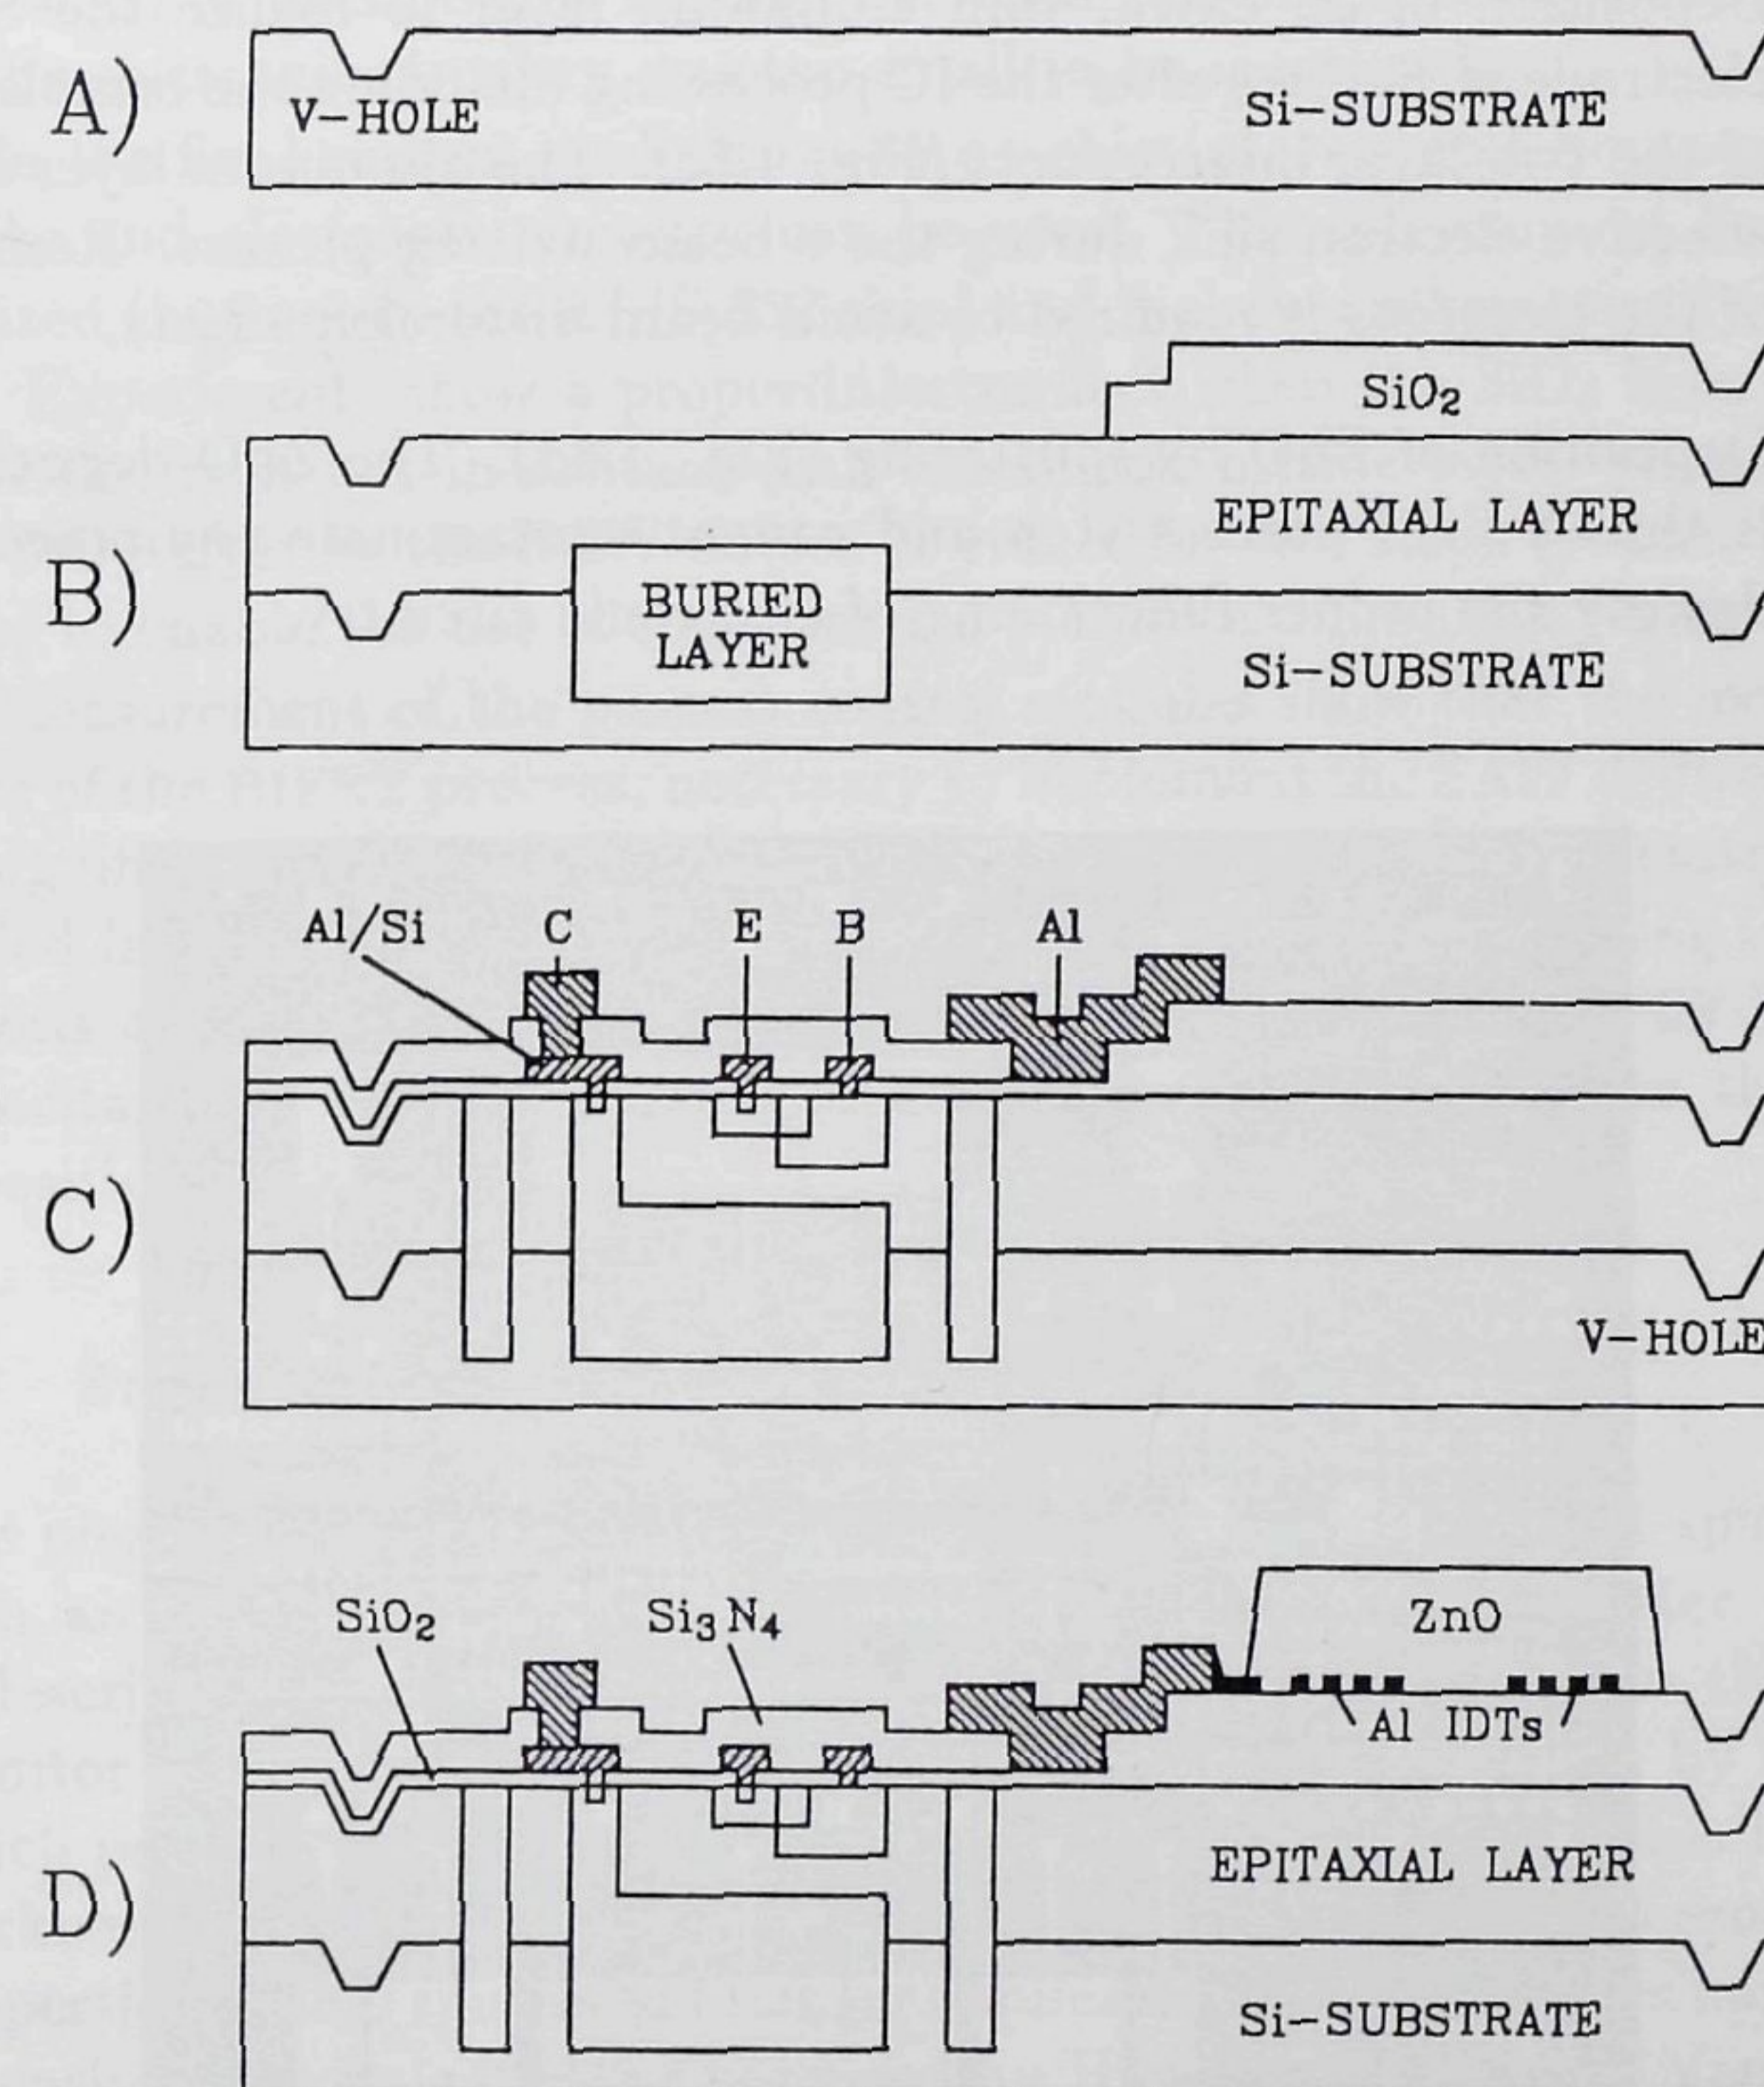 A)
V-HOLE
Si-SUBSTRATE
SiO2
EPITAXIAL LAYER
B)
BURIED
LAYER
Si-SUBSTRATE
Al/Si C E B Al
C)
V-HOLE
SiO2 Si3N4 ZnO
Al IDTs
EPITAXIAL LAYER
D)
Si-SUBSTRATE